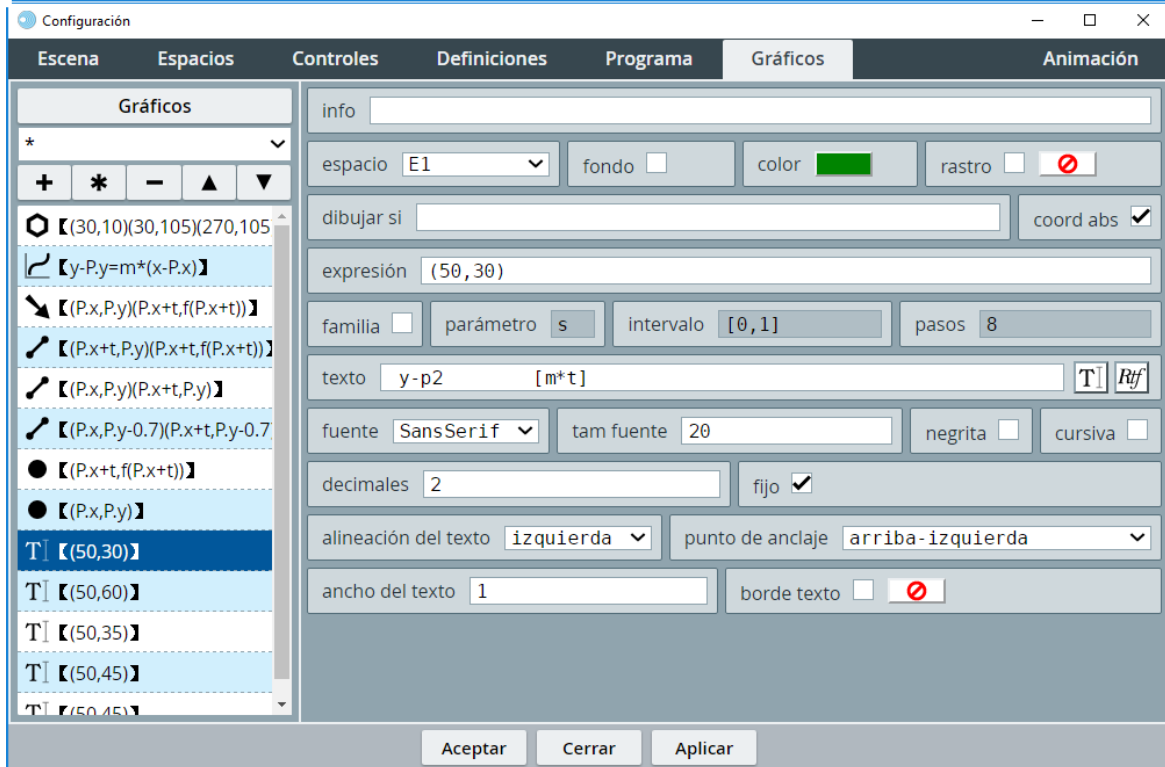 Configuración
Escena Espacios Controles Definiciones Programa Gráficos Animación
Gráficos
*
+ * − ▲ ▼
【(30,10)(30,105)(270,105
【y-P.y=m*(x-P.x)】
【(P.x,P.y)(P.x+t,f(P.x+t))】
【(P.x+t,P.y)(P.x+t,f(P.x+t))】
【(P.x,P.y)(P.x+t,P.y)】
【(P.x,P.y-0.7)(P.x+t,P.y-0.7
【(P.x+t,f(P.x+t))】
【(P.x,P.y)】
T 【(50,30)】
T 【(50,60)】
T 【(50,35)】
T 【(50,45)】
T 【(50,45)】
info
espacio E1 fondo color rastro
dibujar si coord abs
expresión (50,30)
familia parámetro s intervalo [0,1] pasos 8
texto y-p2 [m*t] T Rtf
fuente SansSerif tam fuente 20 negrita cursiva
decimales 2 fijo
alineación del texto izquierda punto de anclaje arriba-izquierda
ancho del texto 1 borde texto
Aceptar Cerrar Aplicar